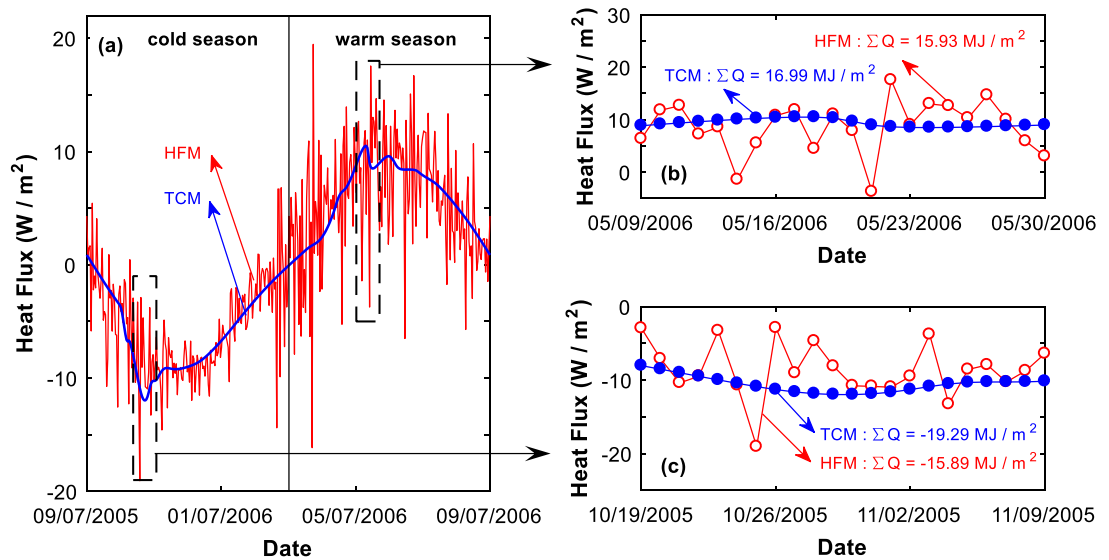 (a)
cold season
warm season
HFM
TCM
Heat Flux (W / m²)
20
10
0
-10
-20
09/07/2005
01/07/2006
05/07/2006
09/07/2006
Date
HFM : ΣQ = 15.93 MJ / m²
TCM : ΣQ = 16.99 MJ / m²
(b)
Heat Flux (W / m²)
30
20
10
0
05/09/2006
05/16/2006
05/23/2006
05/30/2006
Date
TCM : ΣQ = -19.29 MJ / m²
HFM : ΣQ = -15.89 MJ / m²
(c)
Heat Flux (W / m²)
0
-10
-20
10/19/2005
10/26/2005
11/02/2005
11/09/2005
Date